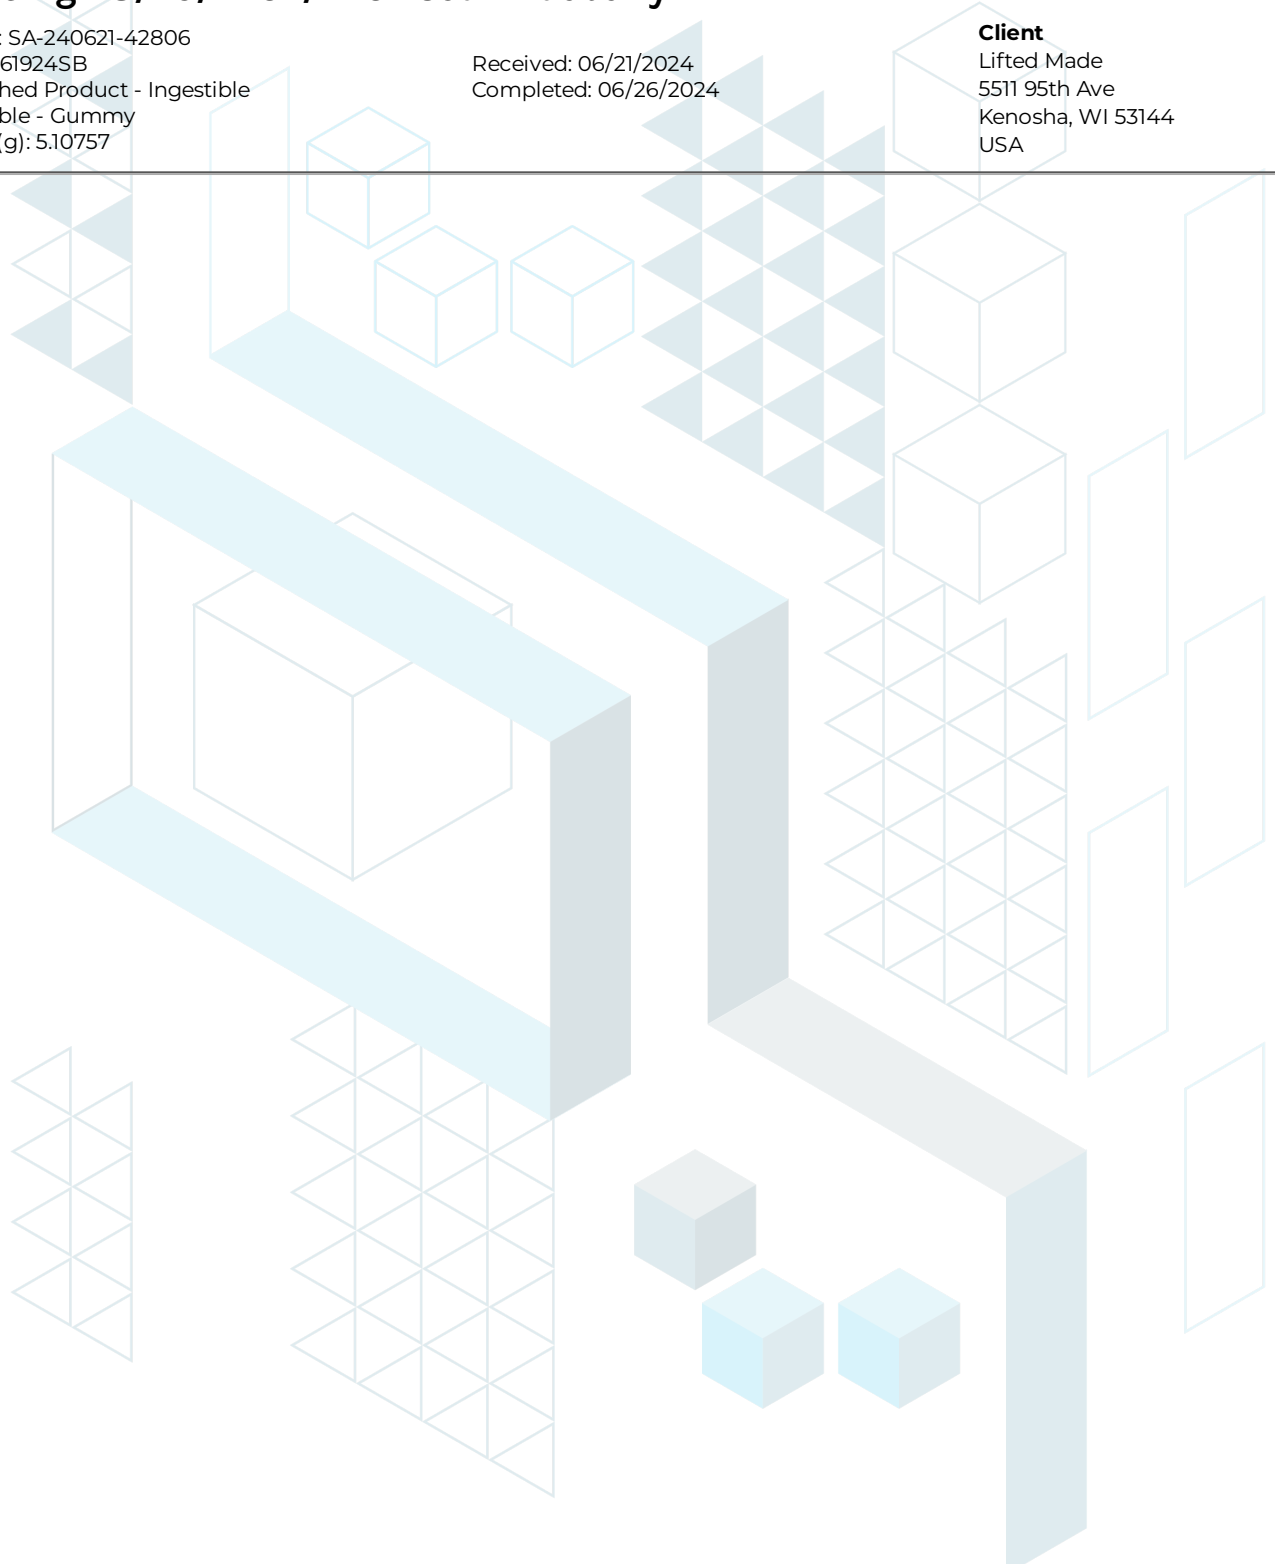 : SA-240621-42806
61924SB
hed Product - Ingestible
ble - Gummy
(g): 5.10757
Received: 06/21/2024
Completed: 06/26/2024
Client
Lifted Made
5511 95th Ave
Kenosha, WI 53144
USA